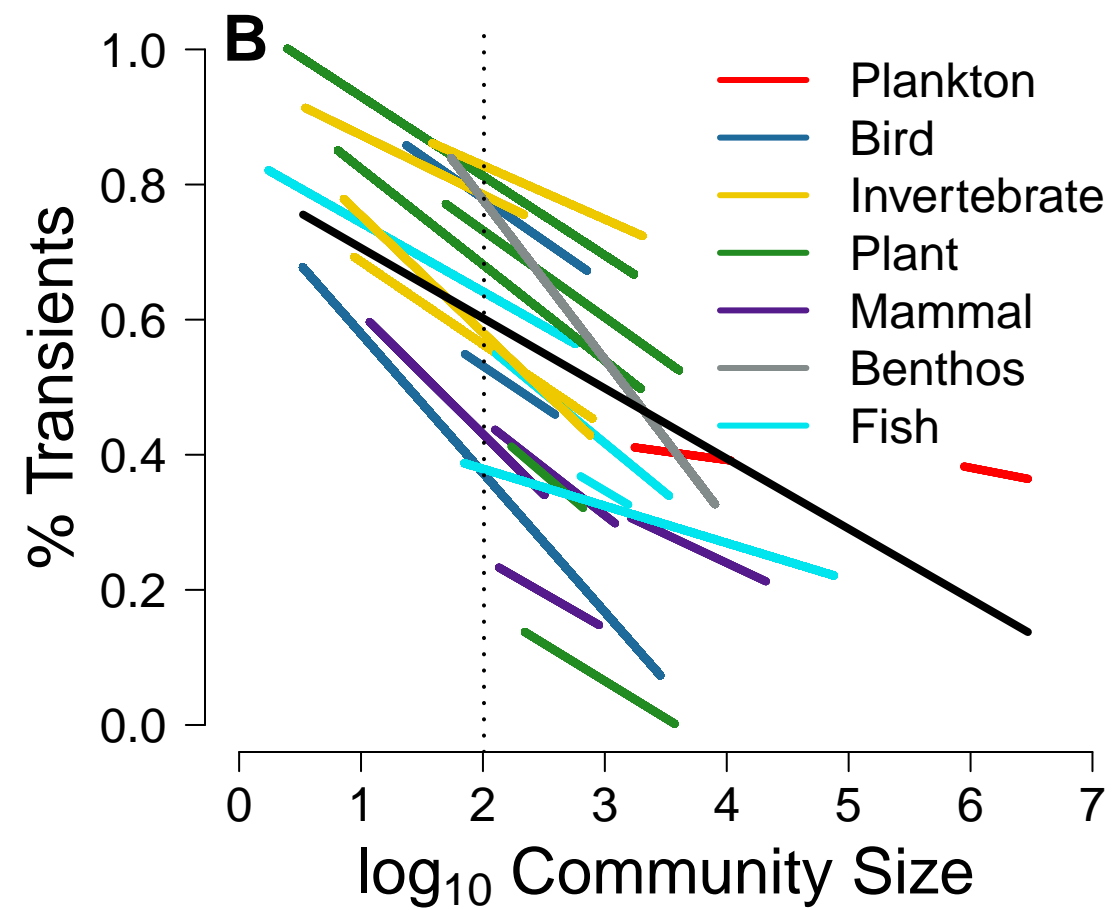 B
1.0
0.8
0.6
0.4
0.2
0.0
% Transients
Plankton
Bird
Invertebrate
Plant
Mammal
Benthos
Fish
0 1 2 3 4 5 6 7
log₁₀ Community Size